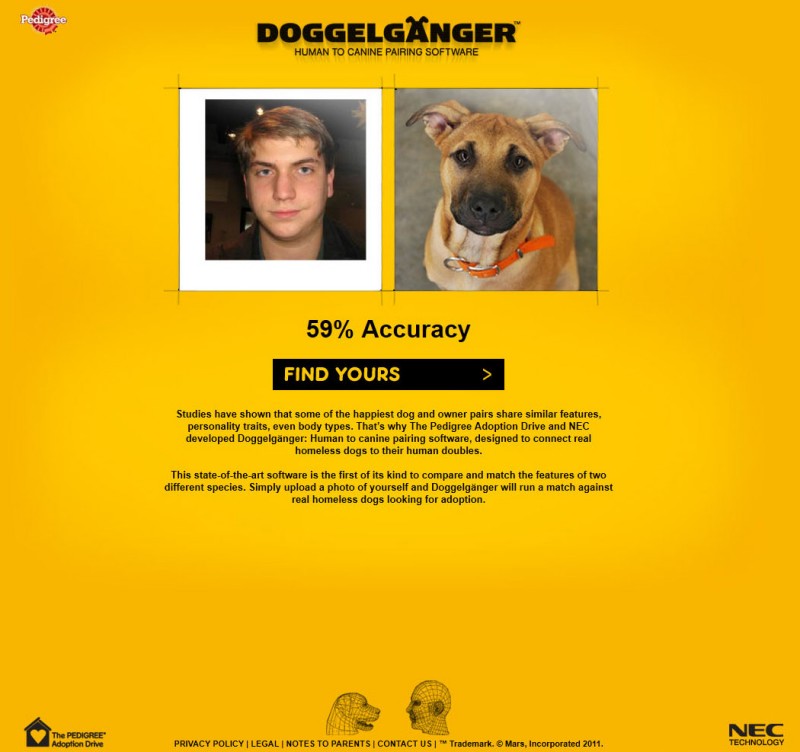 Pedigree
DOGGELGÄNGER™
HUMAN TO CANINE PAIRING SOFTWARE
59% Accuracy
FIND YOURS >
Studies have shown that some of the happiest dog and owner pairs share similar features,
personality traits, even body types. That's why The Pedigree Adoption Drive and NEC
developed Doggelgänger: Human to canine pairing software, designed to connect real
homeless dogs to their human doubles.
This state-of-the-art software is the first of its kind to compare and match the features of two
different species. Simply upload a photo of yourself and Doggelgänger will run a match against
real homeless dogs looking for adoption.
The PEDIGREE®
Adoption Drive
PRIVACY POLICY | LEGAL | NOTES TO PARENTS | CONTACT US | ™ Trademark. © Mars, Incorporated 2011.
NEC
TECHNOLOGY